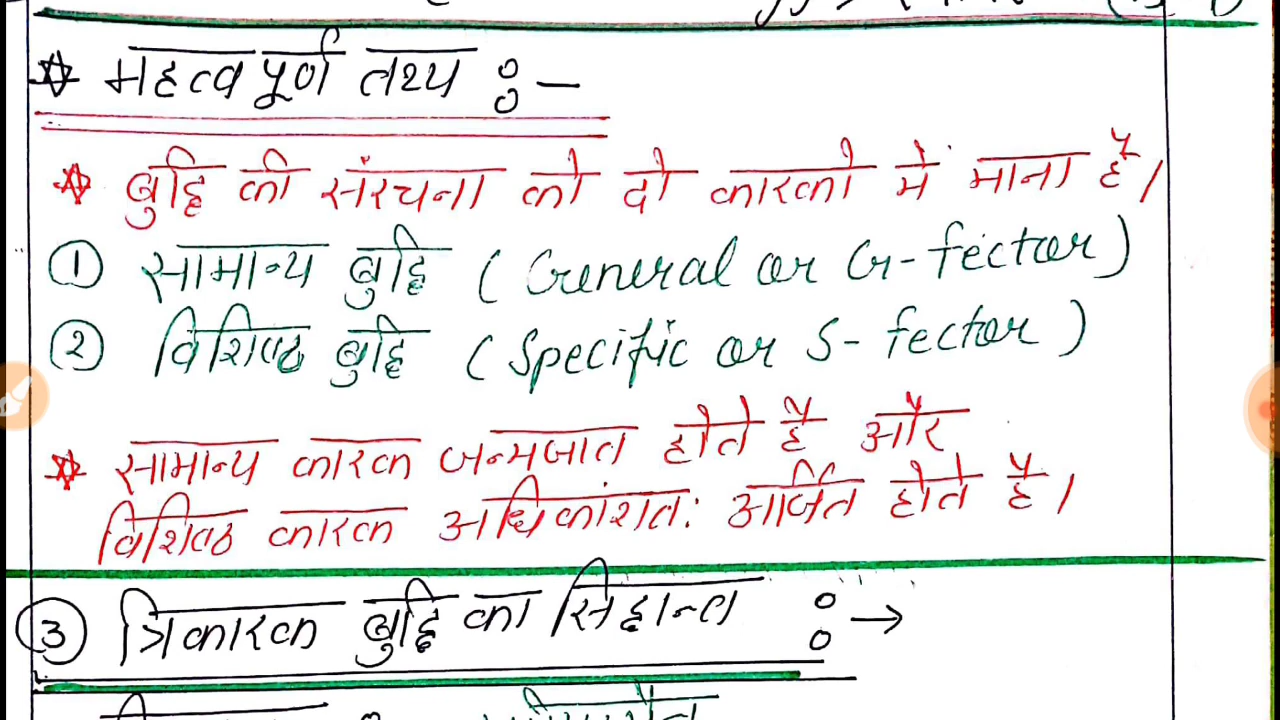 ☆ महत्वपूर्ण तथ्य :—
☆ बुद्धि की संरचना को दो कारकों में माना है।
① सामान्य बुद्धि ( General or G-fector)
② विशिष्ठ बुद्धि ( Specific or S-fector )
☆ सामान्य कारक जन्मजात होते हैं और
विशिष्ठ कारक अधिकांशत: अर्जित होते हैं।
③ त्रिकारक बुद्धि का सिद्धान्त :→